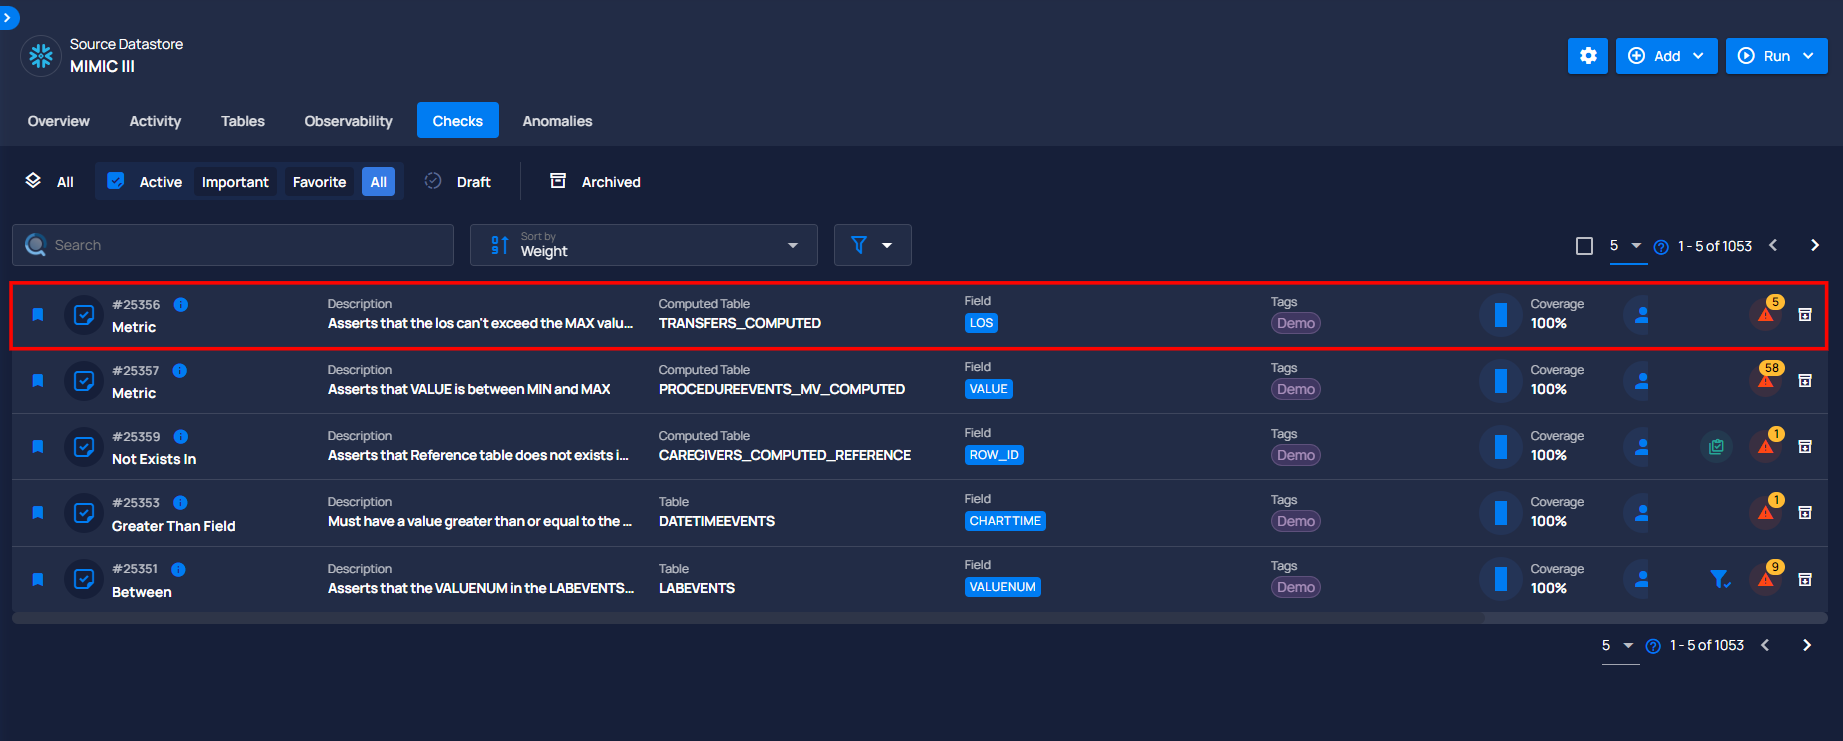 Source Datastore
MIMIC III
Add
Run
Overview
Activity
Tables
Observability
Checks
Anomalies
All
Active
Important
Favorite
All
Draft
Archived
Search
Sort by
Weight
5
1 - 5 of 1053
#25356
Metric
Description
Asserts that the los can't exceed the MAX valu...
Computed Table
TRANSFERS_COMPUTED
Field
LOS
Tags
Demo
Coverage
100%
5
#25357
Metric
Description
Asserts that VALUE is between MIN and MAX
Computed Table
PROCEDUREEVENTS_MV_COMPUTED
Field
VALUE
Tags
Demo
Coverage
100%
58
#25359
Not Exists In
Description
Asserts that Reference table does not exists i...
Computed Table
CAREGIVERS_COMPUTED_REFERENCE
Field
ROW_ID
Tags
Demo
Coverage
100%
1
#25353
Greater Than Field
Description
Must have a value greater than or equal to the ...
Table
DATETIMEEVENTS
Field
CHARTTIME
Tags
Demo
Coverage
100%
1
#25351
Between
Description
Asserts that the VALUENUM in the LABEVENTS...
Table
LABEVENTS
Field
VALUENUM
Tags
Demo
Coverage
100%
9
5
1 - 5 of 1053